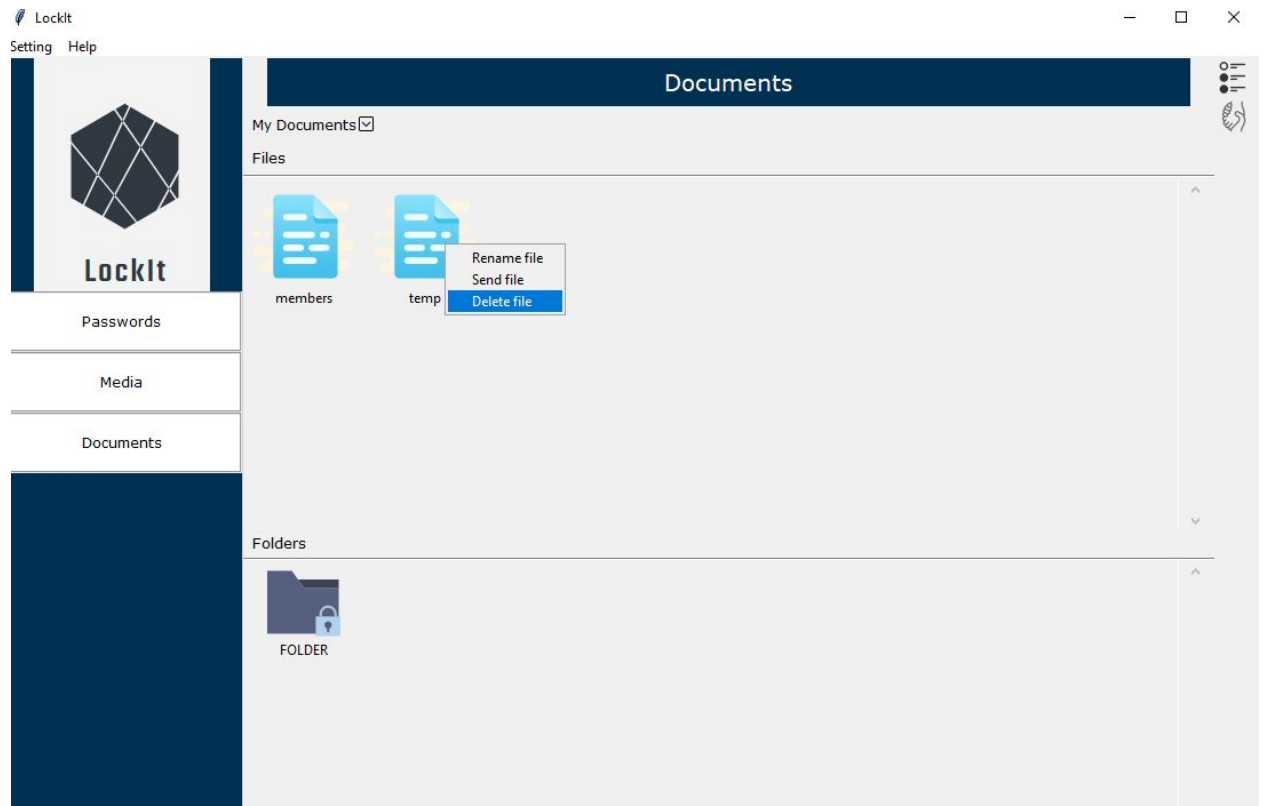 LockIt
Setting Help
Documents
My Documents
Files
LockIt
Passwords
Media
Documents
members
temp
Rename file
Send file
Delete file
Folders
FOLDER